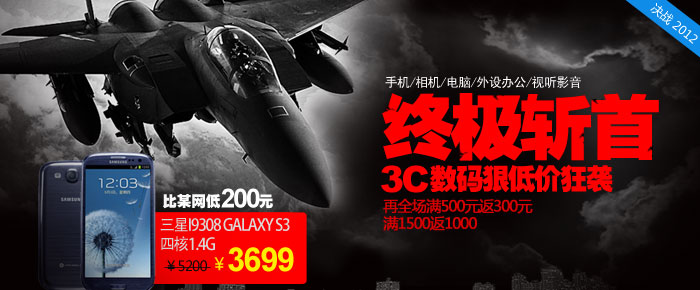 决战 2012
手机/相机/电脑/外设办公/视听影音
终极斩首
3C数码狠低价狂袭
再全场满500元返300元
满1500返1000
比某网低200元
三星I9308 GALAXY S3
四核1.4G
¥5200 ¥3699
SAMSUNG
SAMSUNG
12:03